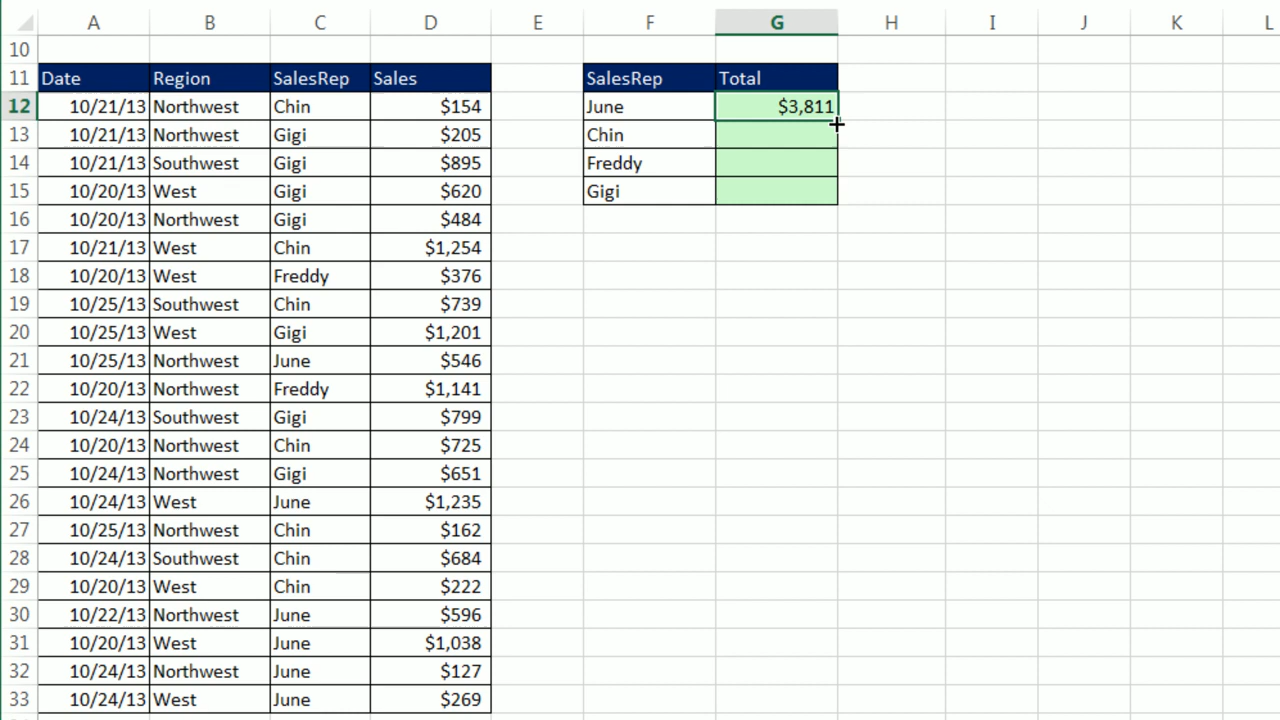 A B C D E F G H I J K L
10
11 Date Region SalesRep Sales SalesRep Total
12 10/21/13 Northwest Chin $154 June $3,811
13 10/21/13 Northwest Gigi $205 Chin
14 10/21/13 Southwest Gigi $895 Freddy
15 10/20/13 West Gigi $620 Gigi
16 10/20/13 Northwest Gigi $484
17 10/21/13 West Chin $1,254
18 10/20/13 West Freddy $376
19 10/25/13 Southwest Chin $739
20 10/25/13 West Gigi $1,201
21 10/25/13 Northwest June $546
22 10/20/13 Northwest Freddy $1,141
23 10/24/13 Southwest Gigi $799
24 10/20/13 Northwest Chin $725
25 10/24/13 Northwest Gigi $651
26 10/24/13 West June $1,235
27 10/25/13 Northwest Chin $162
28 10/24/13 Southwest Chin $684
29 10/20/13 West Chin $222
30 10/22/13 Northwest June $596
31 10/20/13 West June $1,038
32 10/24/13 Northwest June $127
33 10/24/13 West June $269